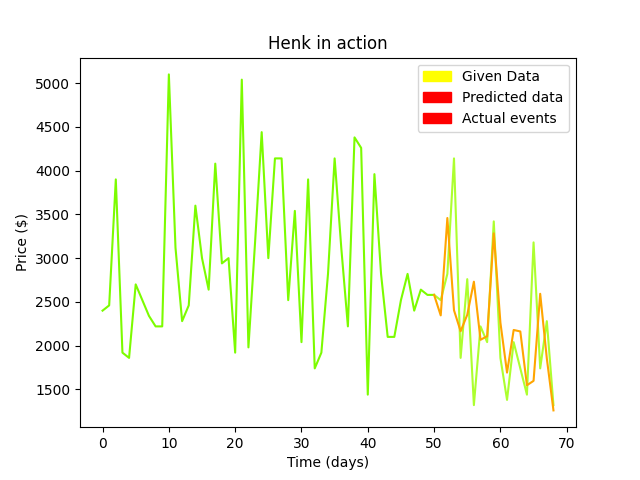 Henk in action
Given Data
Predicted data
Actual events
Price ($)
5000
4500
4000
3500
3000
2500
2000
1500
0 10 20 30 40 50 60 70
Time (days)